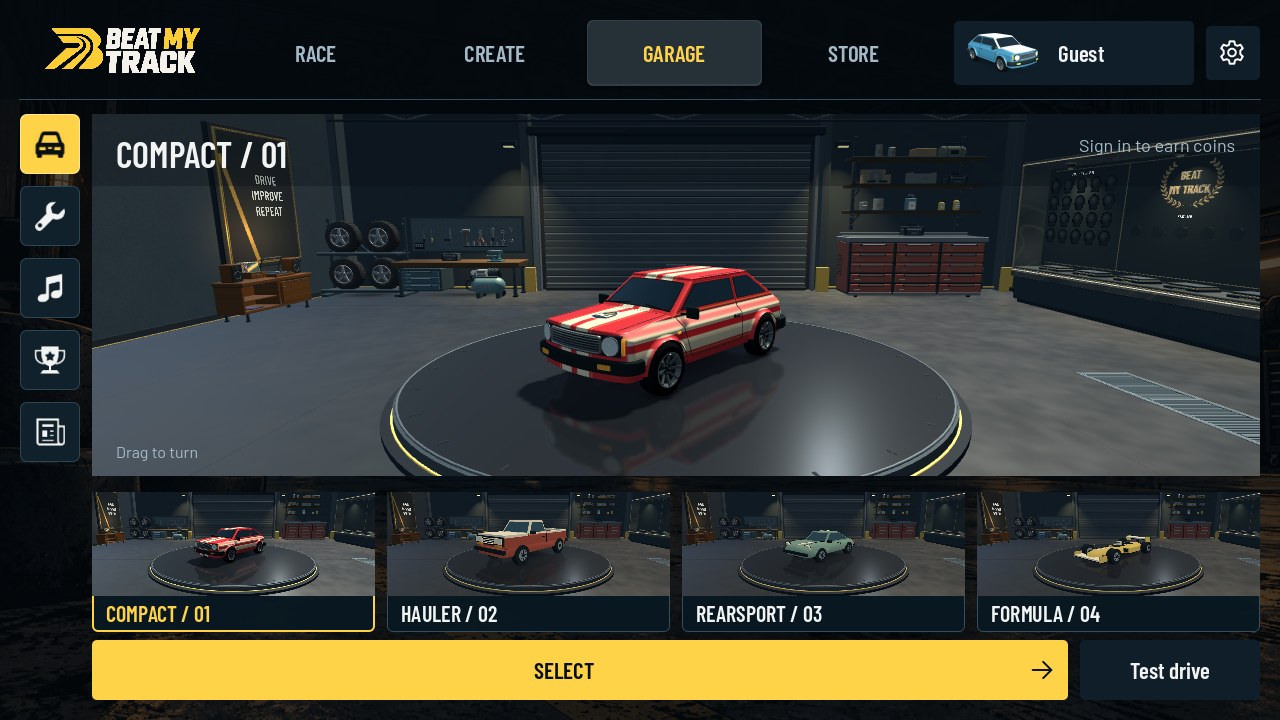 BEAT MY TRACK
RACE
CREATE
GARAGE
STORE
Guest
COMPACT / 01
Sign in to earn coins
DRIVE
IMPROVE
REPEAT
BEAT
MY TRACK
Drag to turn
COMPACT / 01
HAULER / 02
REARSPORT / 03
FORMULA / 04
SELECT
Test drive